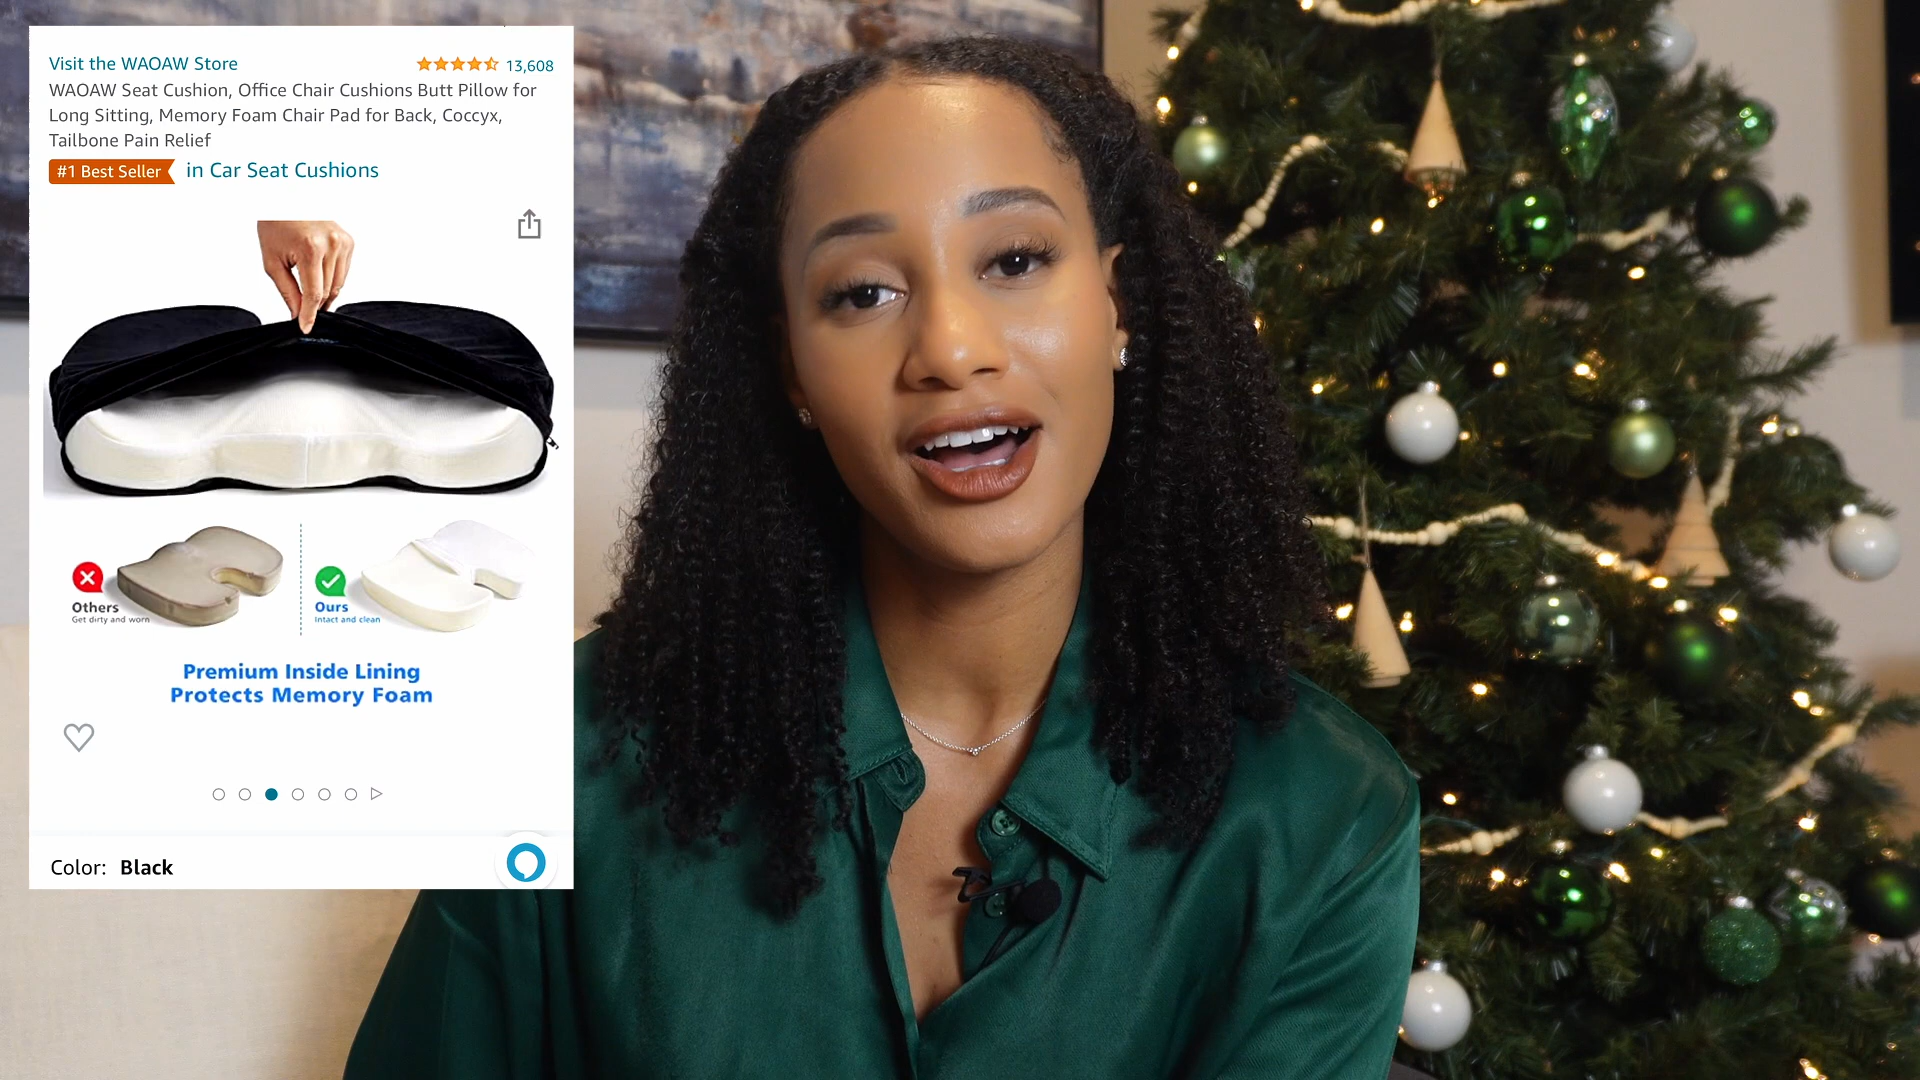 Visit the WAOAW Store 13,608
WAOAW Seat Cushion, Office Chair Cushions Butt Pillow for
Long Sitting, Memory Foam Chair Pad for Back, Coccyx,
Tailbone Pain Relief
#1 Best Seller in Car Seat Cushions
Others
Get dirty and worn
Ours
Intact and clean
Premium Inside Lining
Protects Memory Foam
Color: Black